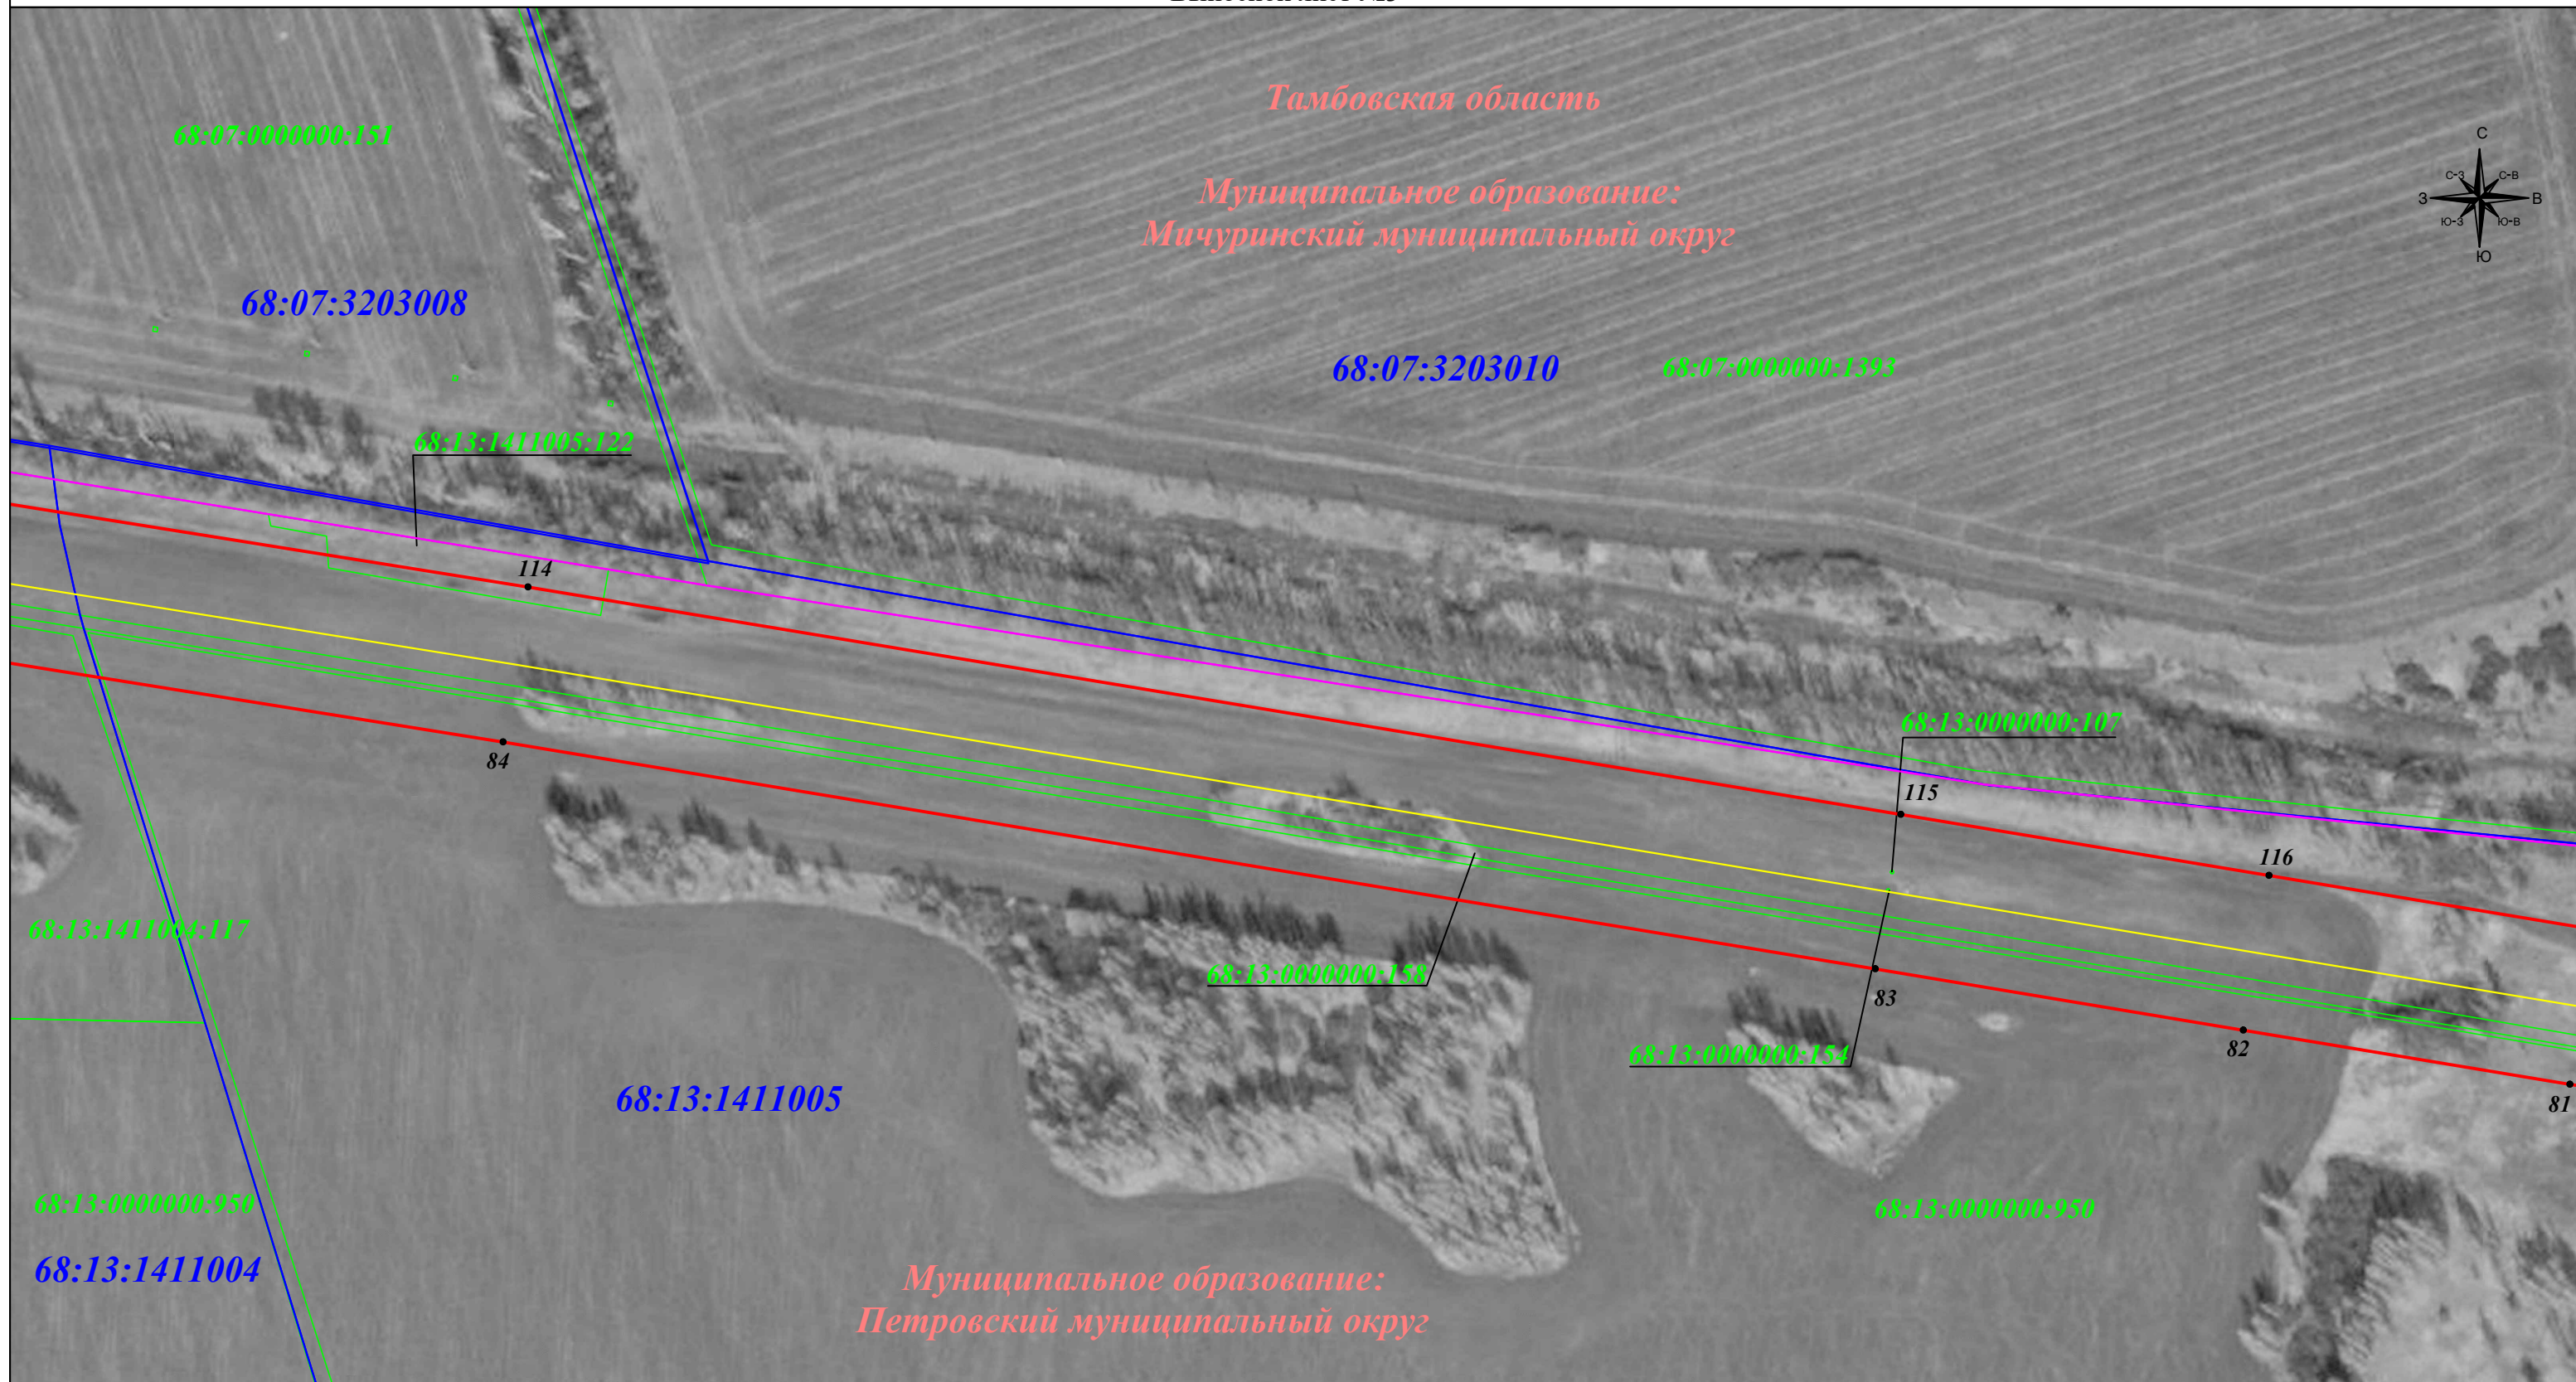 Тамбовская область
68:07:0000000:151
С
С-З
С-В
З
В
Ю-З
Ю-В
Ю
Муниципальное образование:
Мичуринский муниципальный округ
68:07:3203008
68:07:3203010
68:07:0000000:1393
68:13:1411005:122
114
68:13:0000000:107
84
115
116
68:13:1411004:117
68:13:0000000:158
83
68:13:0000000:154
82
81
68:13:1411005
68:13:0000000:950
68:13:0000000:950
68:13:1411004
Муниципальное образование:
Петровский муниципальный округ